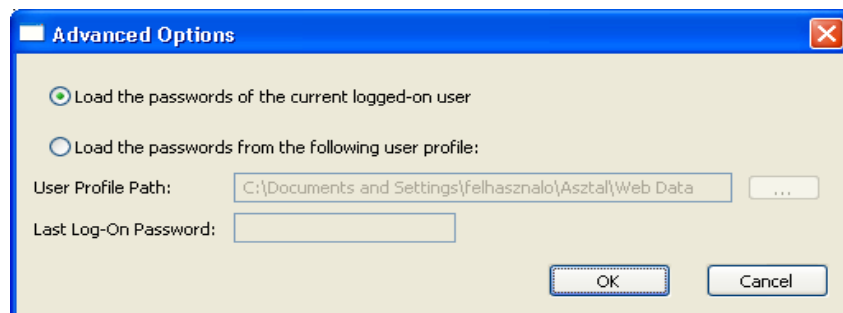 Advanced Options
Load the passwords of the current logged-on user
Load the passwords from the following user profile:
User Profile Path: C:\Documents and Settings\felhasznalo\Asztal\Web Data ...
Last Log-On Password:
OK Cancel